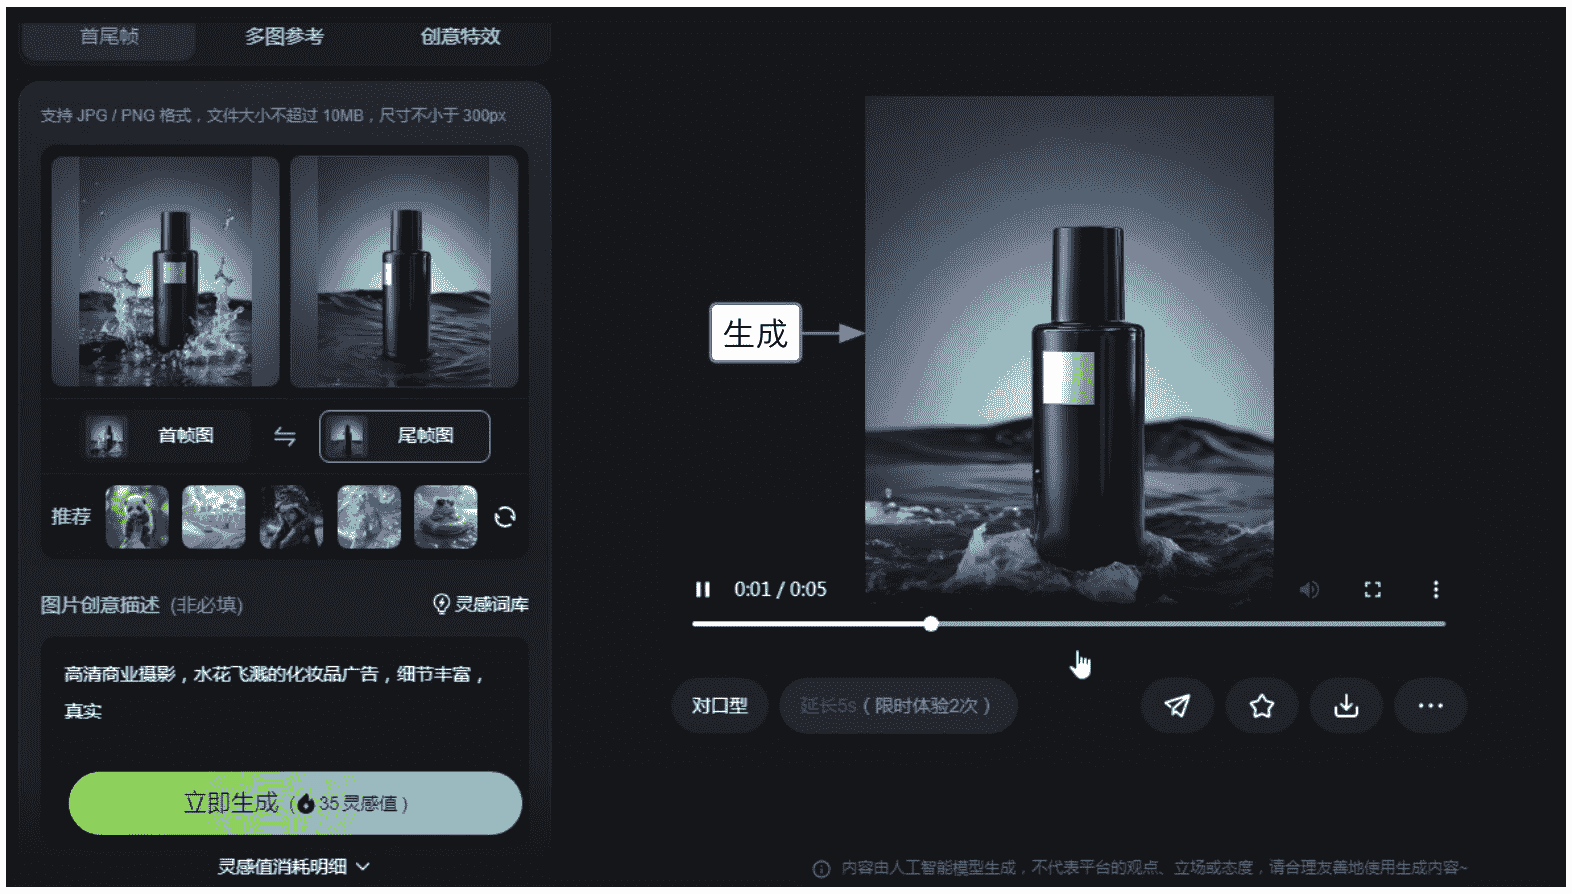 首尾帧
多图参考
创意特效
支持 JPG / PNG 格式，文件大小不超过 10MB，尺寸不小于 300px
首帧图
尾帧图
推荐
图片创意描述（非必填）
灵感词库
高清商业摄影，水花飞溅的化妆品广告，细节丰富，
真实
立即生成（35灵感值）
灵感值消耗明细
生成
0:01 / 0:05
对口型
延长5s（限时体验2次）
内容由人工智能模型生成，不代表平台的观点、立场或态度，请合理友善地使用生成内容~